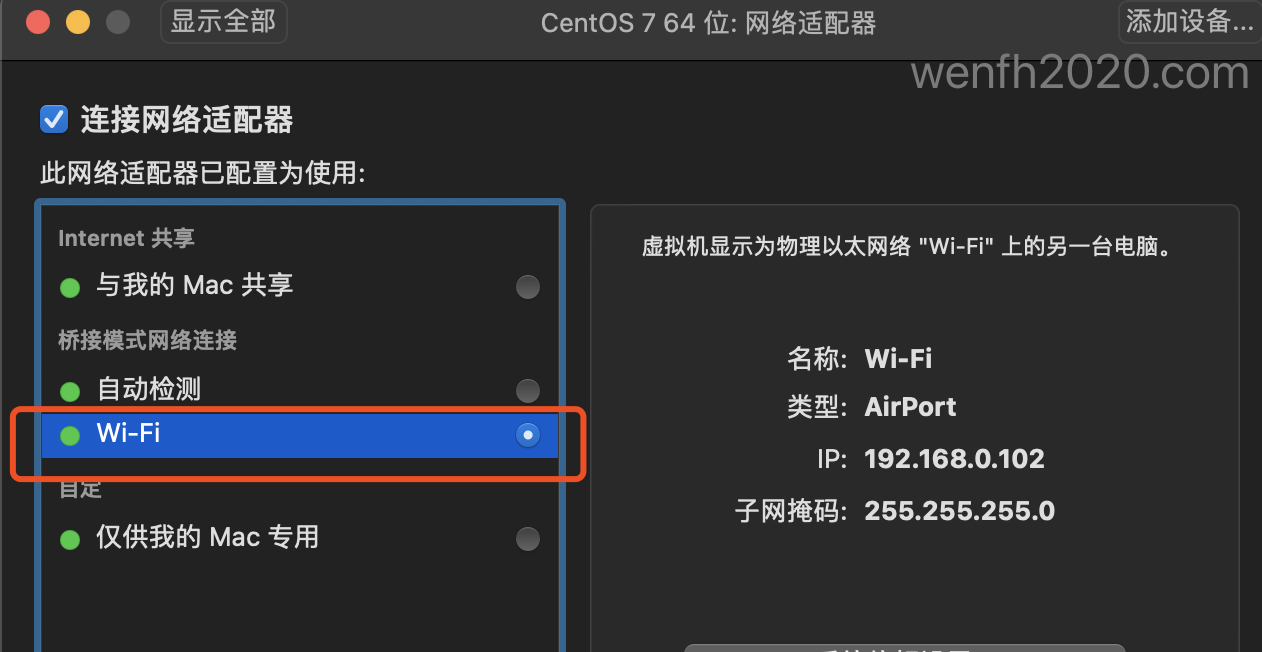 显示全部
CentOS 7 64 位: 网络适配器
添加设备...
wenfh2020.com
连接网络适配器
此网络适配器已配置为使用:
Internet 共享
与我的 Mac 共享
桥接模式网络连接
自动检测
Wi-Fi
自定
仅供我的 Mac 专用
虚拟机显示为物理以太网络 "Wi-Fi" 上的另一台电脑。
名称: Wi-Fi
类型: AirPort
IP: 192.168.0.102
子网掩码: 255.255.255.0